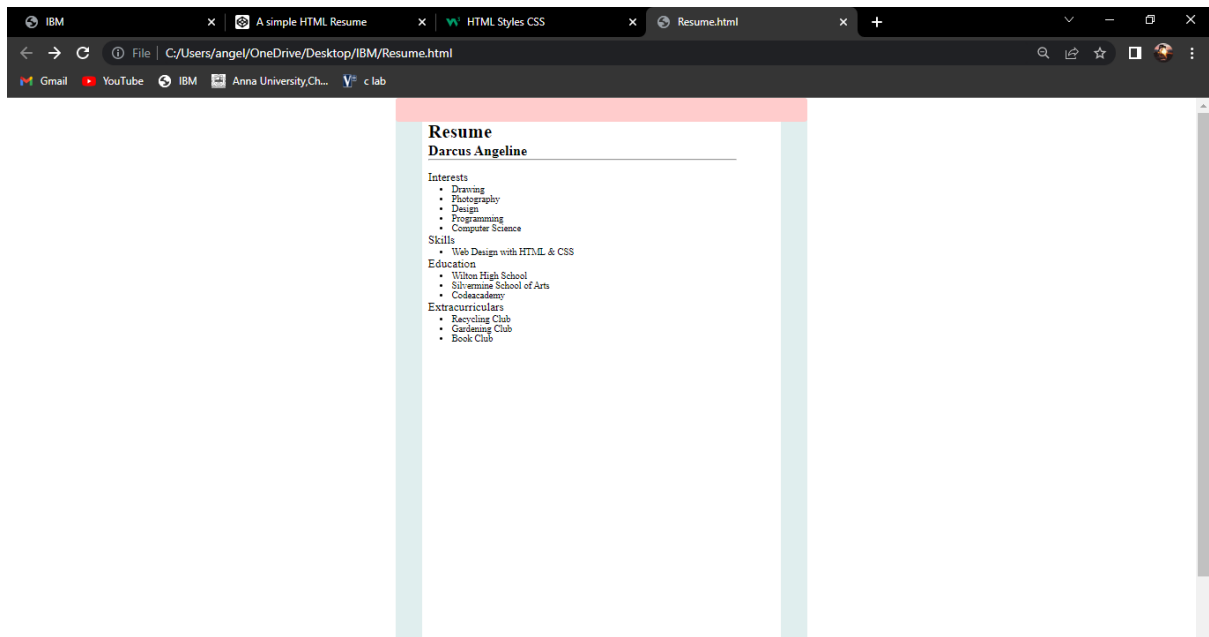 IBM
A simple HTML Resume
HTML Styles CSS
Resume.html
File
C:/Users/angel/OneDrive/Desktop/IBM/Resume.html
Gmail
YouTube
IBM
Anna University,Ch...
c lab
Resume
Darcus Angeline
Interests
Drawing
Photography
Design
Programming
Computer Science
Skills
Web Design with HTML & CSS
Education
Wilton High School
Silvermine School of Arts
Codeacademy
Extracurriculars
Recycling Club
Gardening Club
Book Club